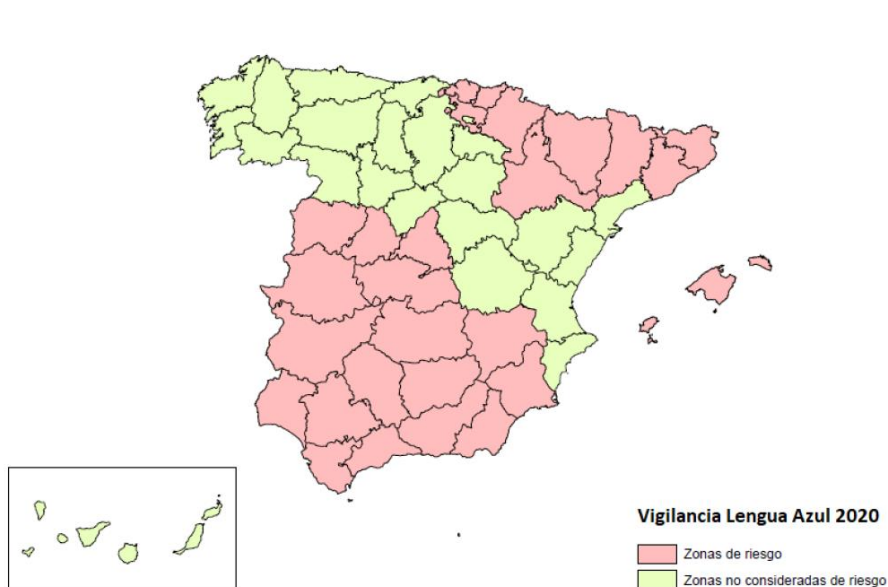 Vigilancia Lengua Azul 2020
Zonas de riesgo
Zonas no consideradas de riesgo